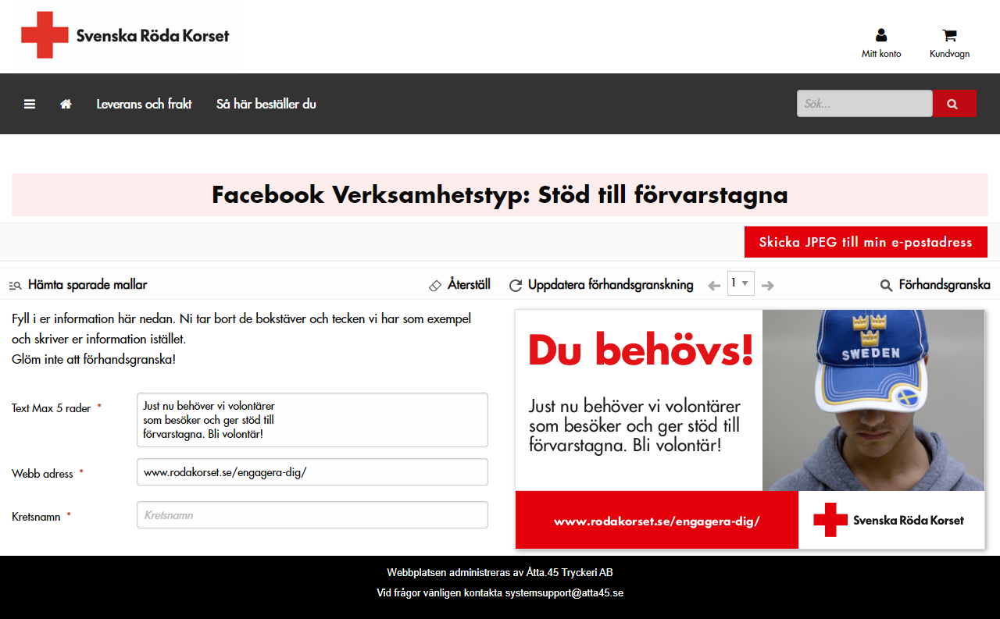 Svenska Röda Korset
Mitt konto
Kundvagn
Leverans och frakt
Så här beställer du
Sök...
Facebook Verksamhetstyp: Stöd till förvarstagna
Skicka JPEG till min e-postadress
Hämta sparade mallar
Återställ
Uppdatera förhandsgranskning
1
Förhandsgranska
Fyll i er information här nedan. Ni tar bort de bokstäver och tecken vi har som exempel
och skriver er information istället.
Glöm inte att förhandsgranska!
Text Max 5 rader *
Just nu behöver vi volontärer
som besöker och ger stöd till
förvarstagna. Bli volontär!
Webb adress *
www.rodakorset.se/engagera-dig/
Kretsnamn *
Kretsnamn
Du behövs!
Just nu behöver vi volontärer
som besöker och ger stöd till
förvarstagna. Bli volontär!
SWEDEN
www.rodakorset.se/engagera-dig/
Svenska Röda Korset
Webbplatsen administreras av Åtta.45 Tryckeri AB
Vid frågor vänligen kontakta systemsupport@atta45.se